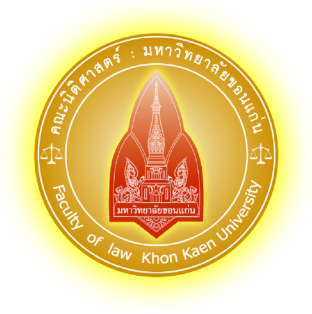 คณะนิติศาสตร์ : มหาวิทยาลัยขอนแก่น
มหาวิทยาลัยขอนแก่น
Faculty of law Khon Kaen University